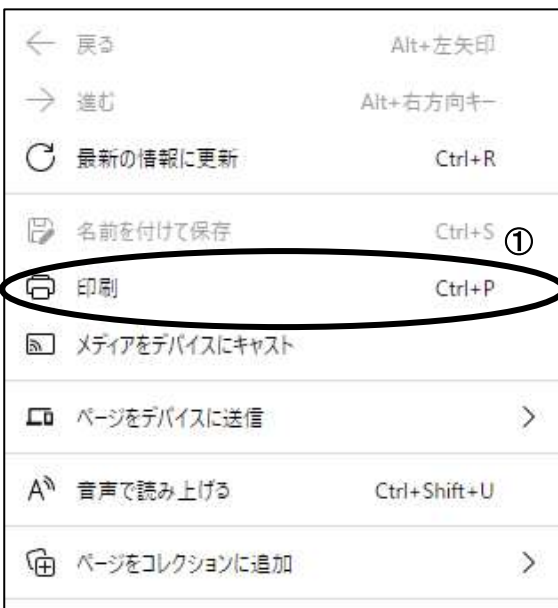 戻る Alt+左矢印
進む Alt+右方向キー
最新の情報に更新 Ctrl+R
名前を付けて保存 Ctrl+S ①
印刷 Ctrl+P
メディアをデバイスにキャスト
ページをデバイスに送信
音声で読み上げる Ctrl+Shift+U
ページをコレクションに追加